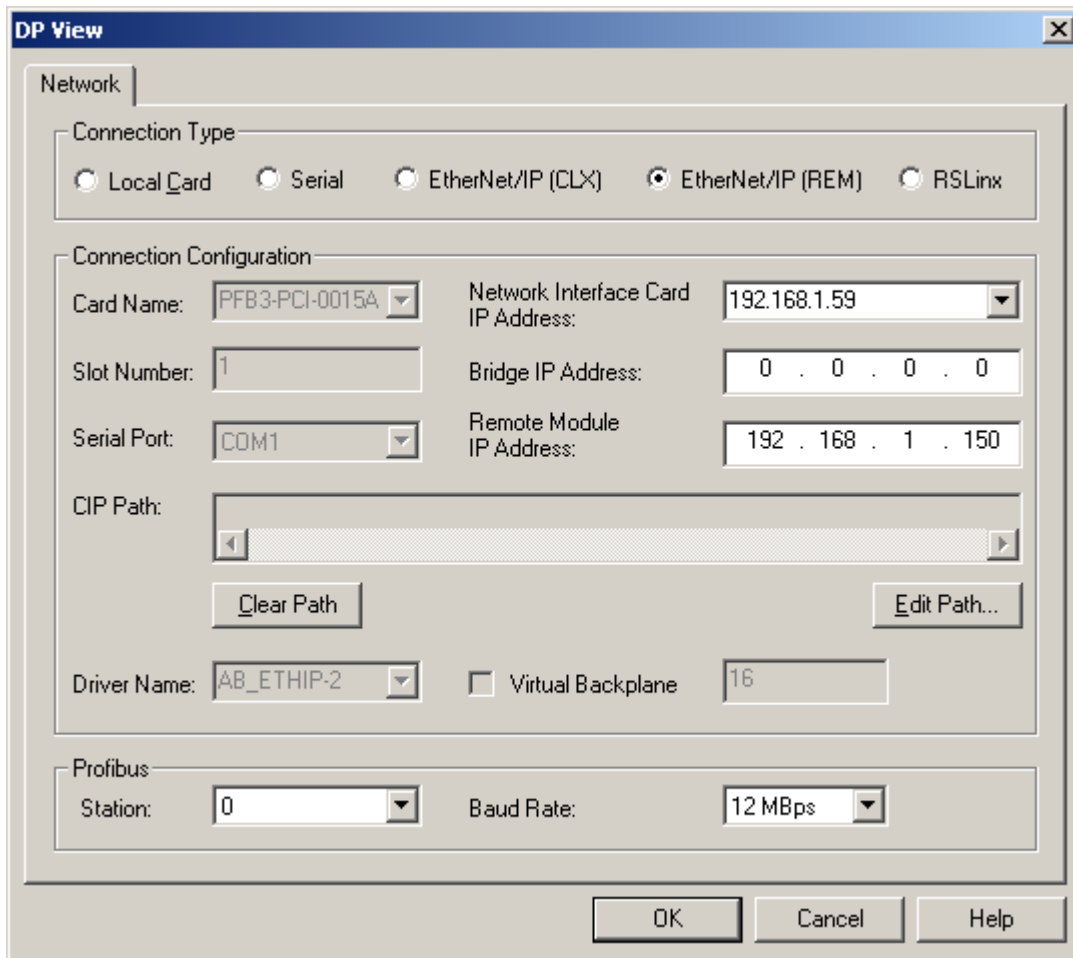 DP View
Network
Connection Type
Local Card Serial EtherNet/IP (CLX) EtherNet/IP (REM) RSLinx
Connection Configuration
Card Name: PFB3-PCI-0015A Network Interface Card IP Address: 192.168.1.59
Slot Number: 1 Bridge IP Address: 0 . 0 . 0 . 0
Serial Port: COM1 Remote Module IP Address: 192 . 168 . 1 . 150
CIP Path:
Clear Path Edit Path...
Driver Name: AB_ETHIP-2 Virtual Backplane 16
Profibus
Station: 0 Baud Rate: 12 MBps
OK Cancel Help